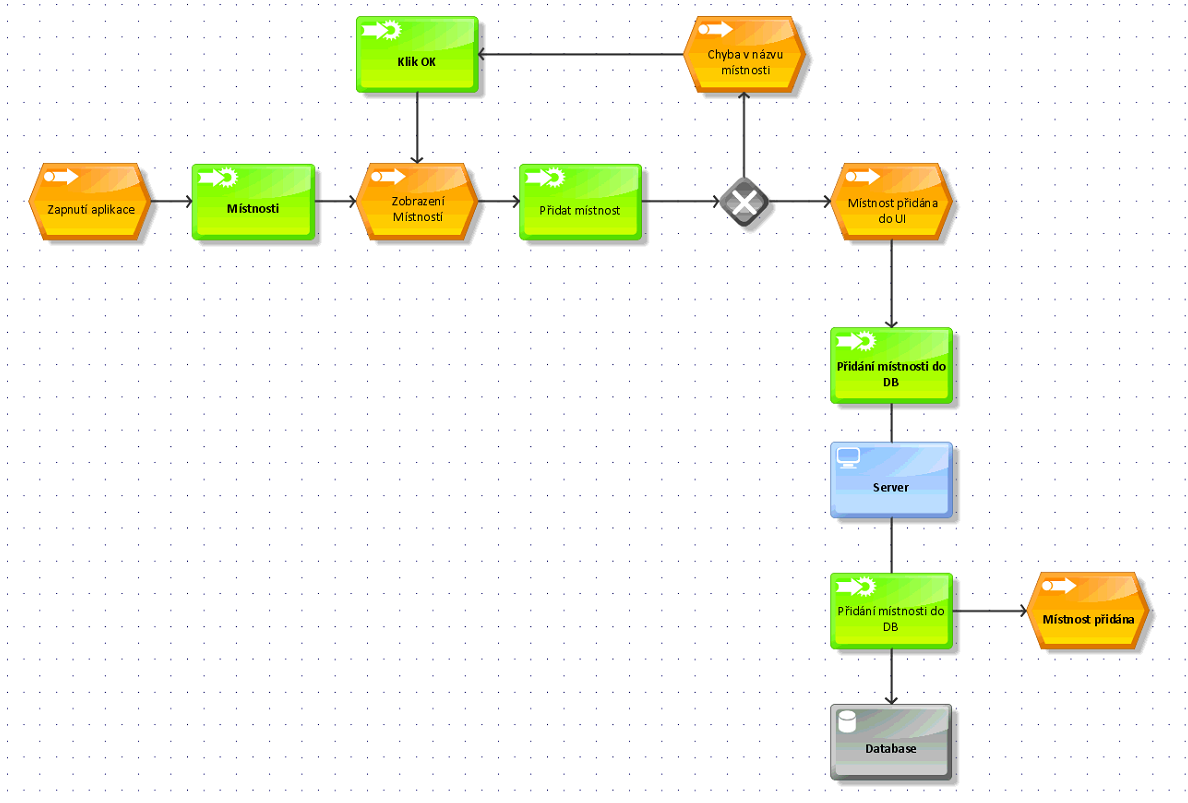 Klik OK
Chyba v názvu
místnosti
Zapnutí aplikace
Místnosti
Zobrazení
Místností
Přidat místnost
Místnost přidána
do UI
Přidání místnosti do
DB
Server
Přidání místnosti do
DB
Místnost přidána
Database